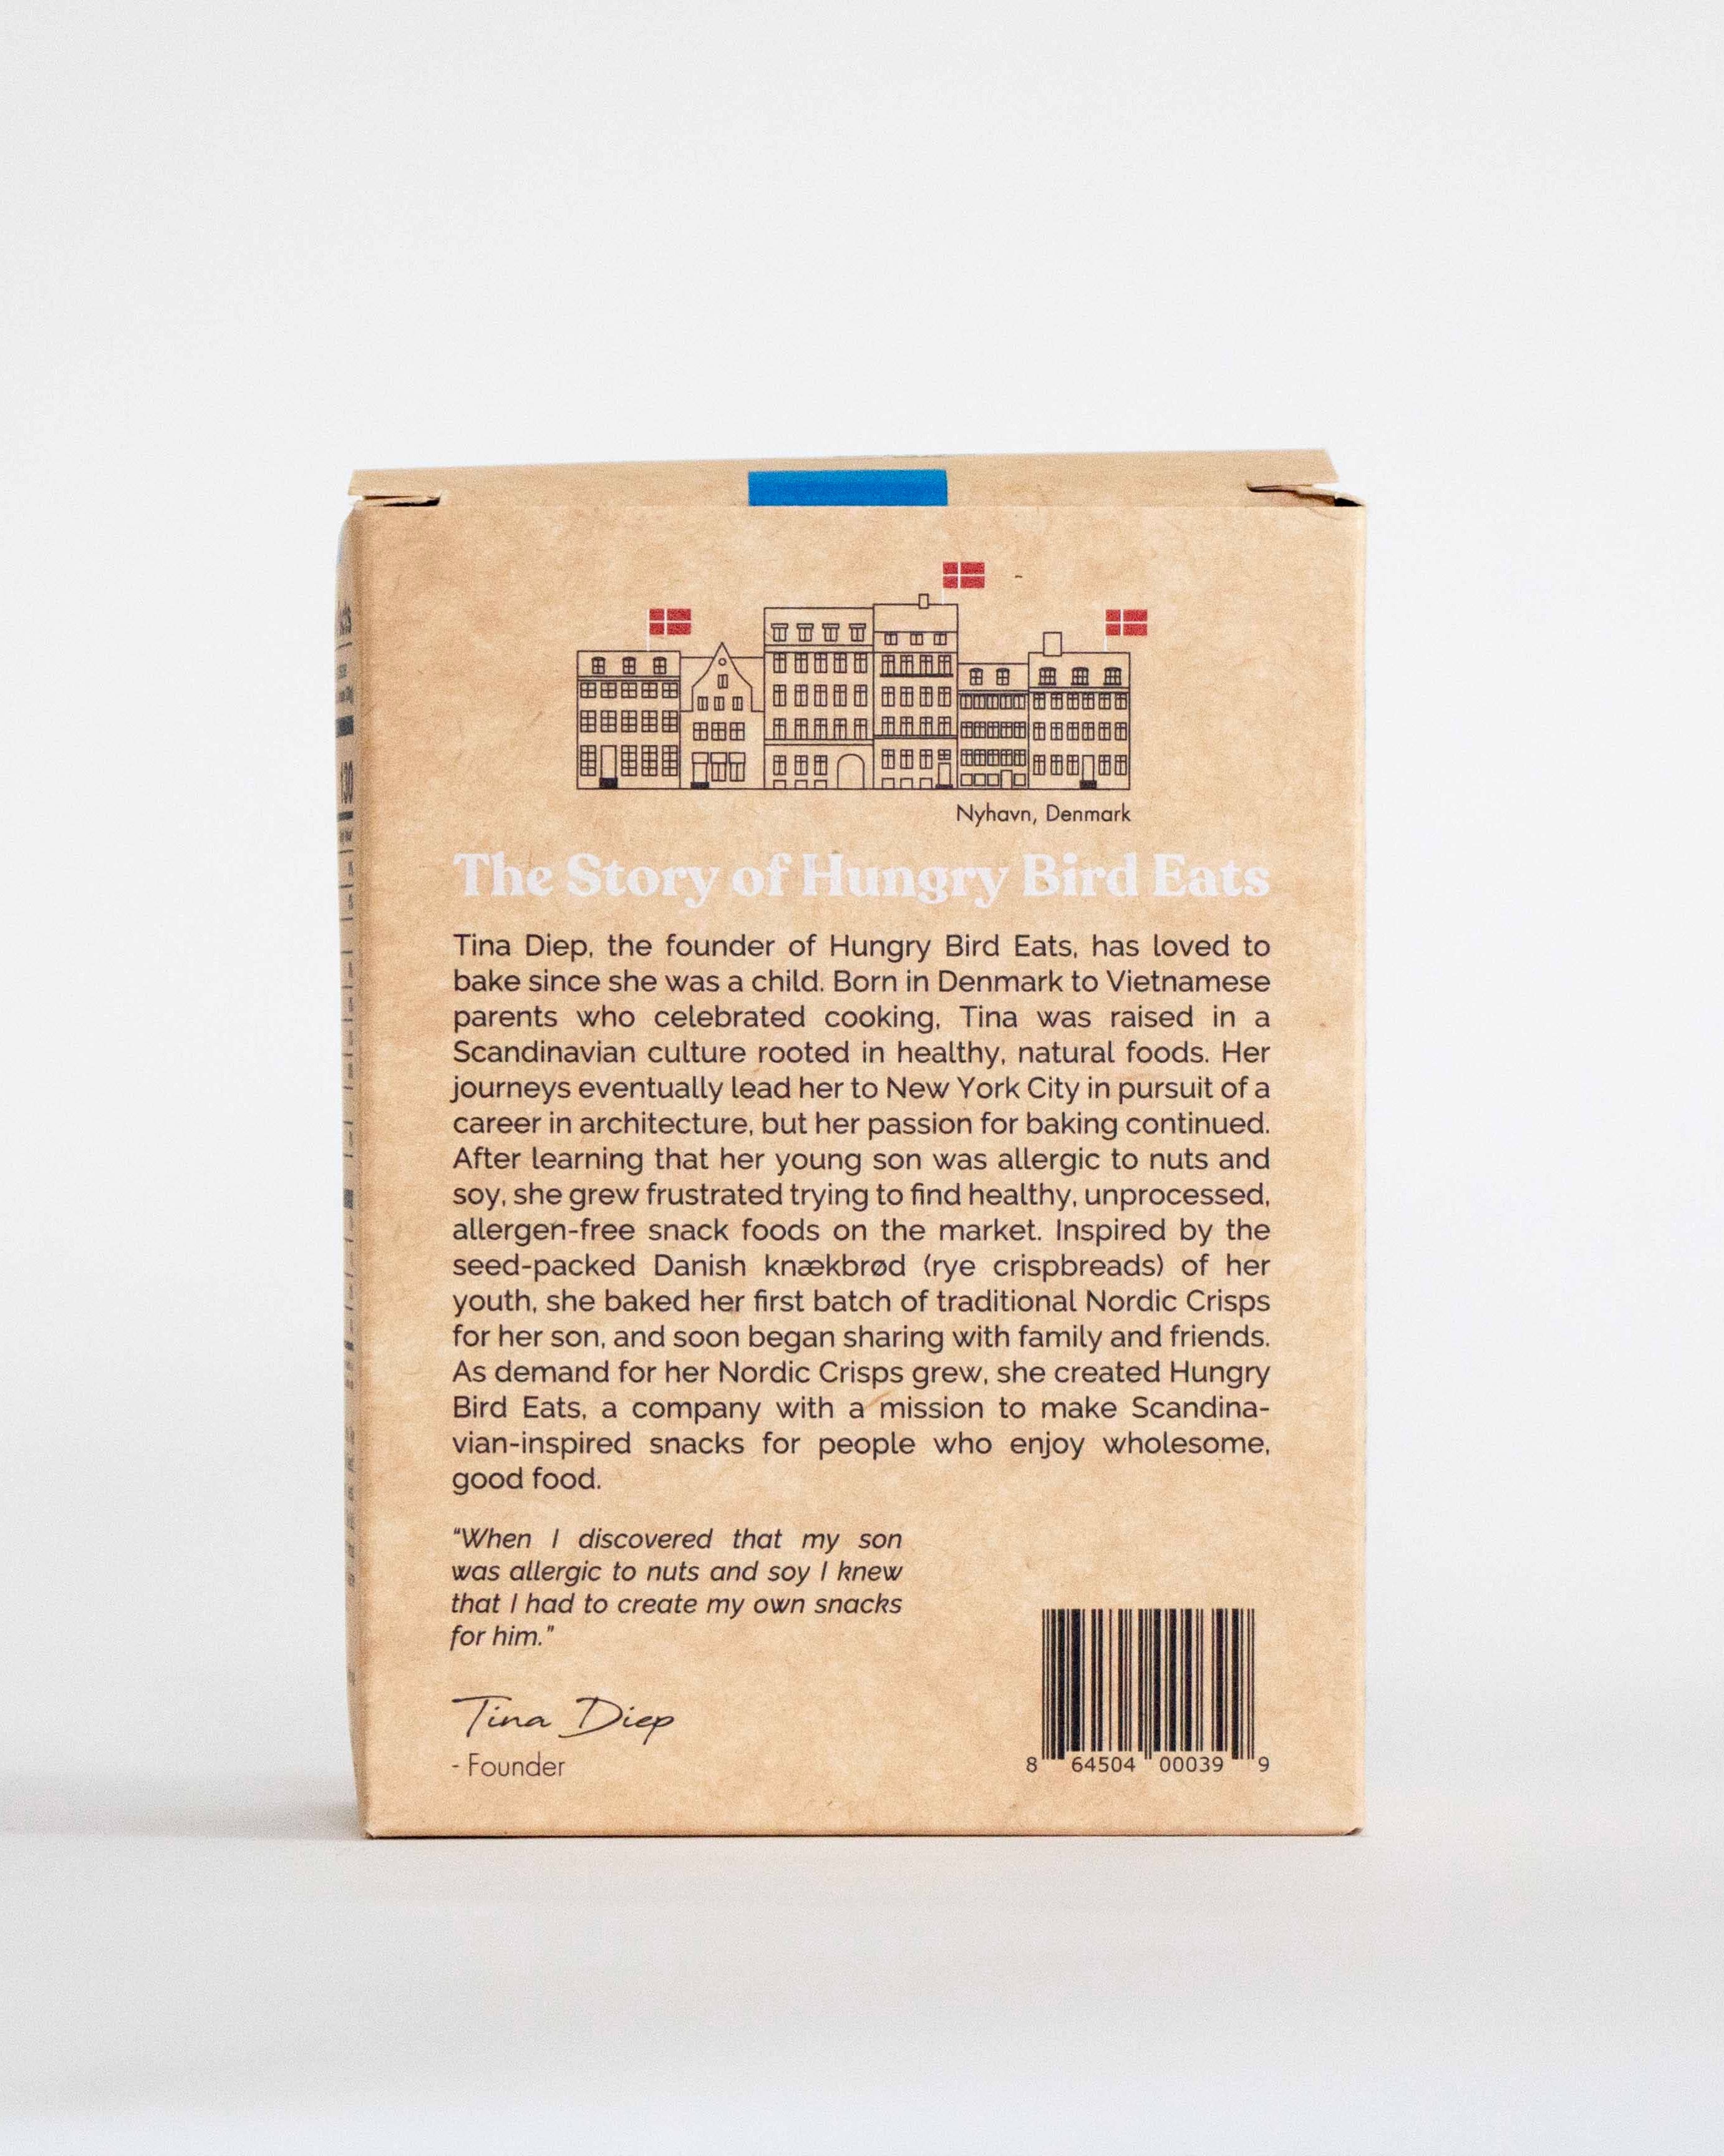 Nyhavn, Denmark
The Story of Hungry Bird Eats
Tina Diep, the founder of Hungry Bird Eats, has loved to
bake since she was a child. Born in Denmark to Vietnamese
parents who celebrated cooking, Tina was raised in a
Scandinavian culture rooted in healthy, natural foods. Her
journeys eventually lead her to New York City in pursuit of a
career in architecture, but her passion for baking continued.
After learning that her young son was allergic to nuts and
soy, she grew frustrated trying to find healthy, unprocessed,
allergen-free snack foods on the market. Inspired by the
seed-packed Danish knækbrød (rye crispbreads) of her
youth, she baked her first batch of traditional Nordic Crisps
for her son, and soon began sharing with family and friends.
As demand for her Nordic Crisps grew, she created Hungry
Bird Eats, a company with a mission to make Scandina-
vian-inspired snacks for people who enjoy wholesome,
good food.
"When I discovered that my son
was allergic to nuts and soy I knew
that I had to create my own snacks
for him."
Tina Diep
- Founder
8 64504 00039 9